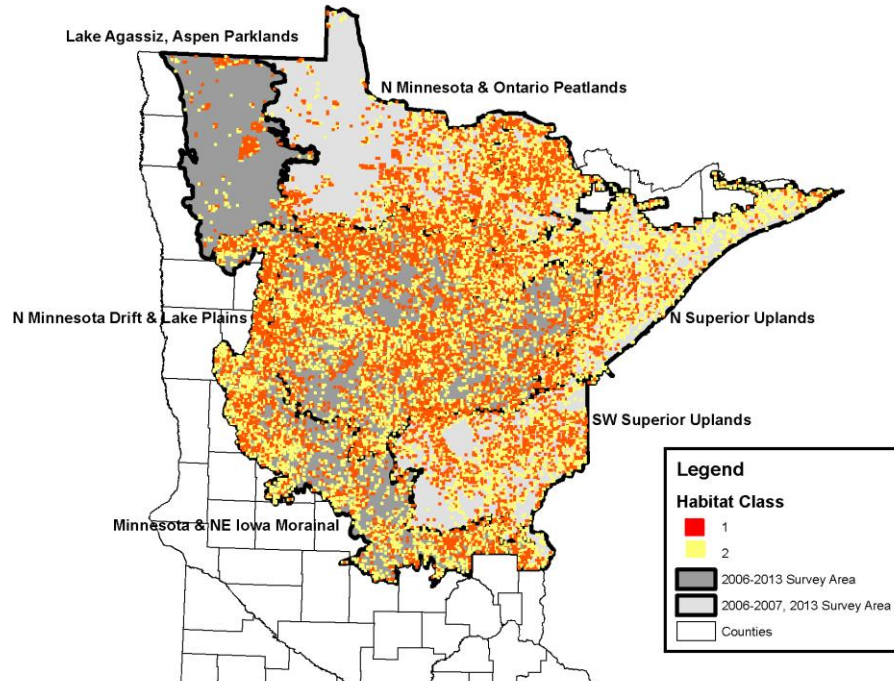 Lake Agassiz, Aspen Parklands
N Minnesota & Ontario Peatlands
N Minnesota Drift & Lake Plains
N Superior Uplands
SW Superior Uplands
Minnesota & NE Iowa Morainal
Legend
Habitat Class
1
2
2006-2013 Survey Area
2006-2007, 2013 Survey Area
Counties